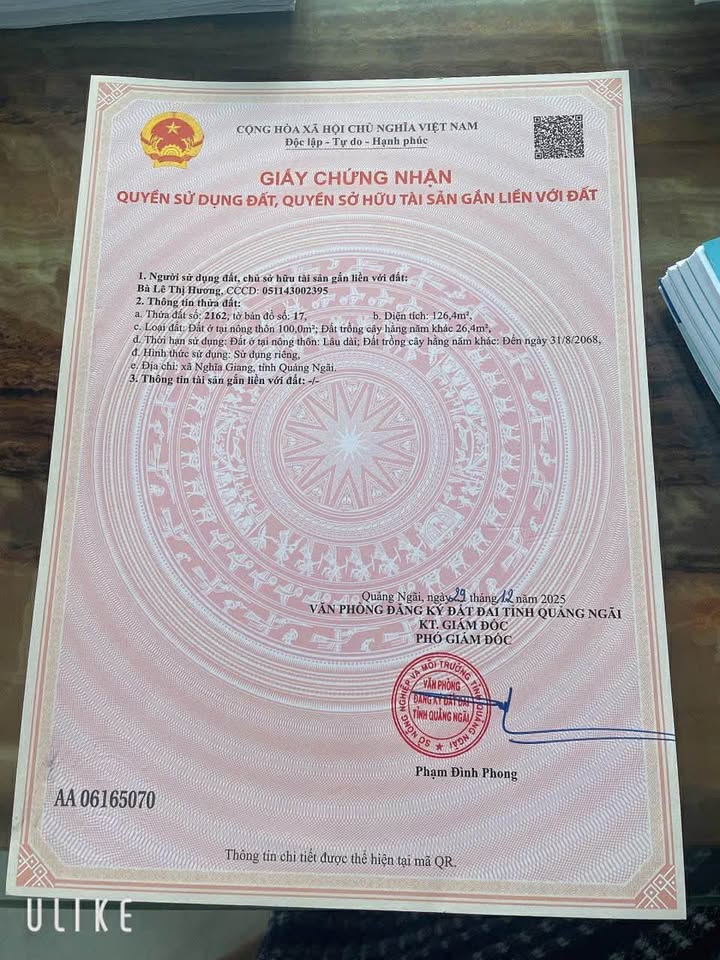 CỘNG HÒA XÃ HỘI CHỦ NGHĨA VIỆT NAM
Độc lập - Tự do - Hạnh phúc
GIẤY CHỨNG NHẬN
QUYỀN SỬ DỤNG ĐẤT, QUYỀN SỞ HỮU TÀI SẢN GẮN LIỀN VỚI ĐẤT
1. Người sử dụng đất, chủ sở hữu tài sản gắn liền với đất:
Bà Lê Thị Hương, CCCD: 051143002395
2. Thông tin thửa đất:
a. Thửa đất số: 2162, tờ bản đồ số: 17, b. Diện tích: 126,4m²,
c. Loại đất: Đất ở tại nông thôn 100,0m²; Đất trồng cây hằng năm khác 26,4m²,
d. Thời hạn sử dụng: Đất ở tại nông thôn: Lâu dài; Đất trồng cây hằng năm khác: Đến ngày 31/8/2068,
đ. Hình thức sử dụng: Sử dụng riêng,
e. Địa chỉ: xã Nghĩa Giang, tỉnh Quảng Ngãi.
3. Thông tin tài sản gắn liền với đất: -/-
Quảng Ngãi, ngày 29 tháng 12 năm 2025
VĂN PHÒNG ĐĂNG KÝ ĐẤT ĐAI TỈNH QUẢNG NGÃI
KT. GIÁM ĐỐC
PHÓ GIÁM ĐỐC
SỞ NÔNG NGHIỆP VÀ MÔI TRƯỜNG TỈNH QUẢNG NGÃI
VĂN PHÒNG
ĐĂNG KÝ ĐẤT ĐAI
TỈNH QUẢNG NGÃI
Phạm Đình Phong
AA 06165070
Thông tin chi tiết được thể hiện tại mã QR.
ULIKE